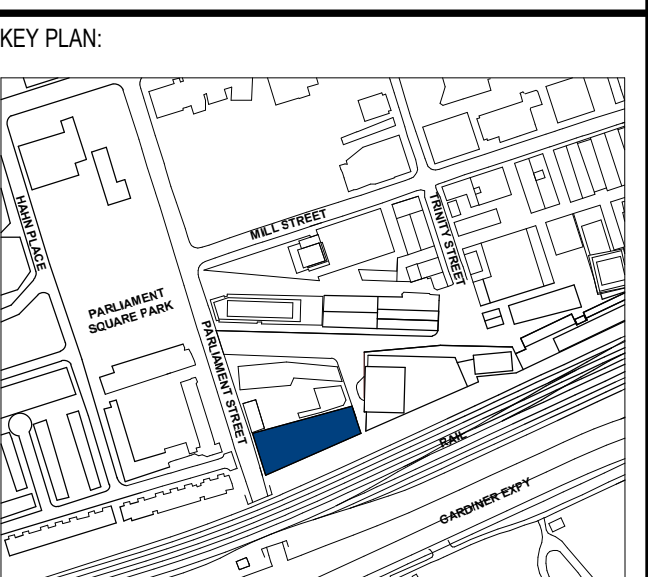 KEY PLAN:
HAHN PLACE
MILL STREET
TRINITY STREET
PARLIAMENT
SQUARE PARK
PARLIAMENT STREET
RAIL
GARDINER EXPY